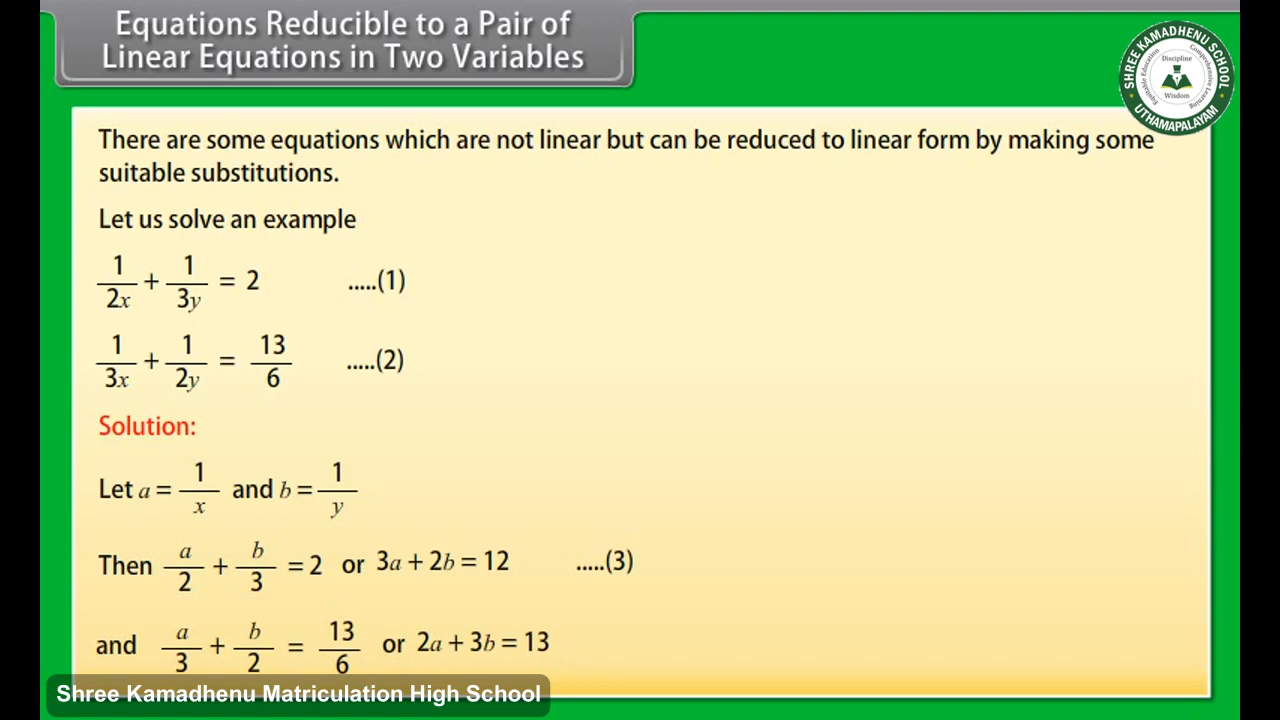 Equations Reducible to a Pair of
Linear Equations in Two Variables
SHREE KAMADHENU SCHOOL
Discipline
Equitable Education
Comprehensive Learning
Wisdom
UTHAMAPALAYAM
There are some equations which are not linear but can be reduced to linear form by making some
suitable substitutions.
Let us solve an example
1/2x + 1/3y = 2 .....(1)
1/3x + 1/2y = 13/6 .....(2)
Solution:
Let a = 1/x and b = 1/y
Then a/2 + b/3 = 2 or 3a + 2b = 12 .....(3)
and a/3 + b/2 = 13/6 or 2a + 3b = 13
Shree Kamadhenu Matriculation High School